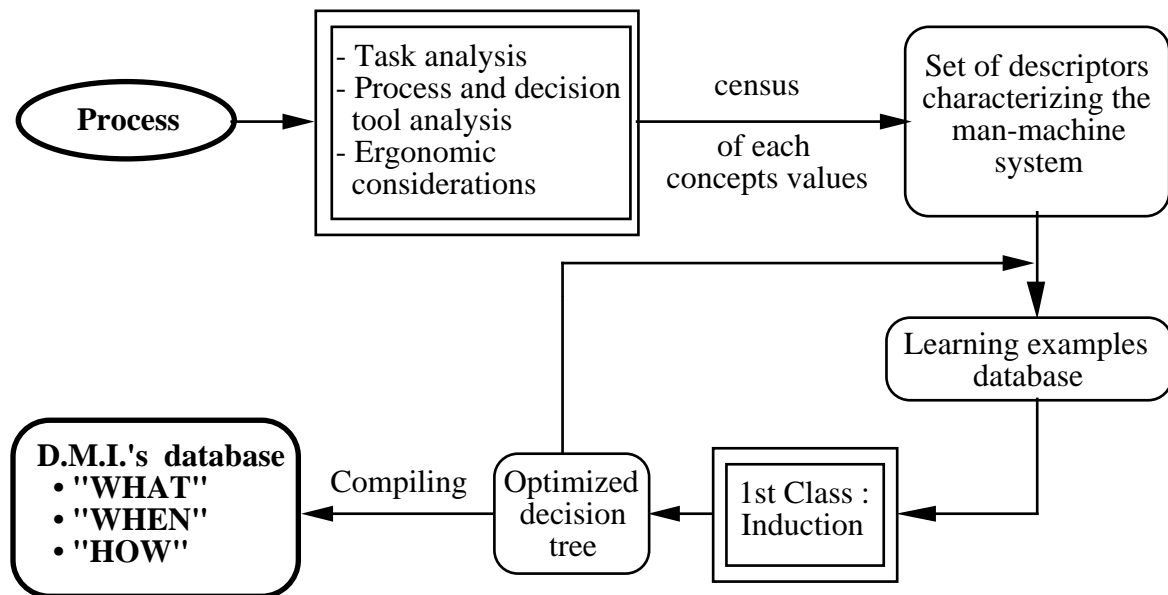 Process
- Task analysis
- Process and decision
tool analysis
- Ergonomic
considerations
census
of each
concepts values
Set of descriptors
characterizing the
man-machine
system
Learning examples
database
1st Class :
Induction
Optimized
decision
tree
Compiling
D.M.I.'s database
• "WHAT"
• "WHEN"
• "HOW"